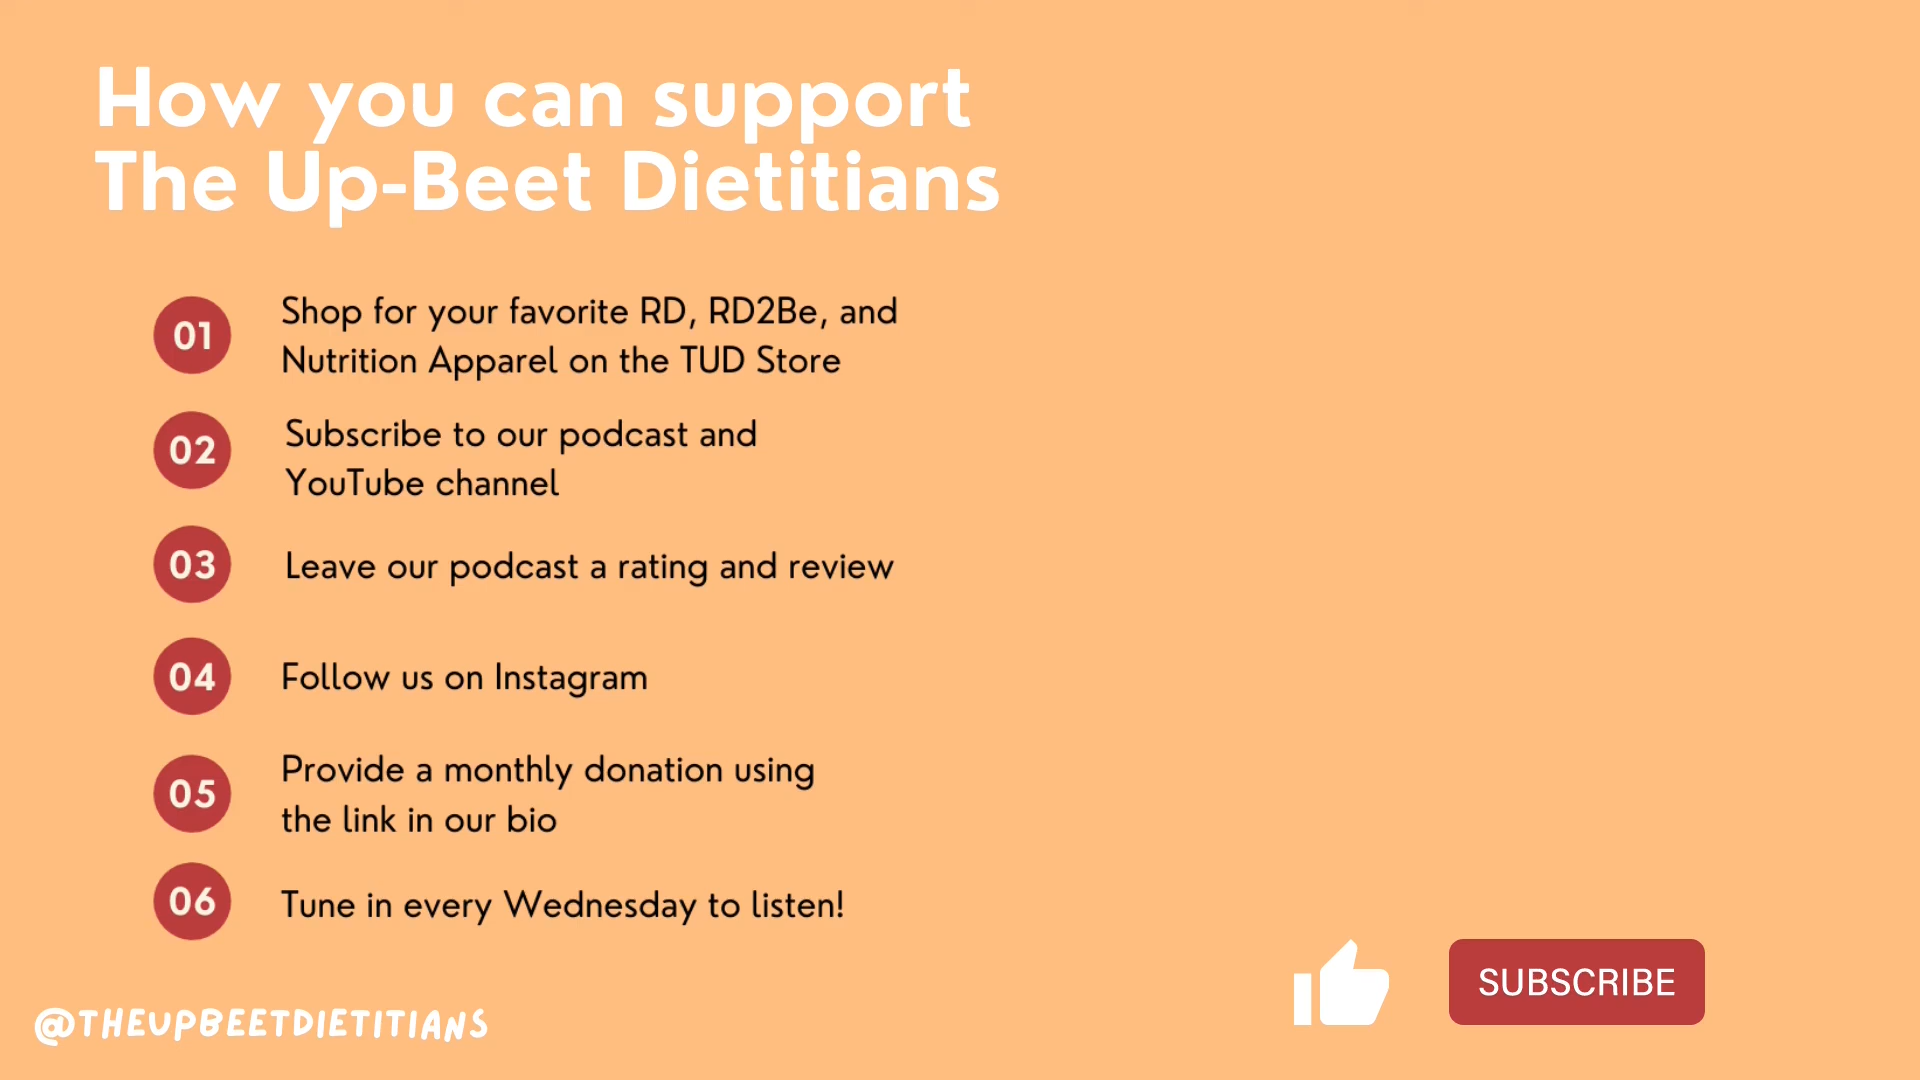 How you can support
The Up-Beet Dietitians
01
Shop for your favorite RD, RD2Be, and
Nutrition Apparel on the TUD Store
02
Subscribe to our podcast and
YouTube channel
03
Leave our podcast a rating and review
04
Follow us on Instagram
05
Provide a monthly donation using
the link in our bio
06
Tune in every Wednesday to listen!
SUBSCRIBE
@THEUPBEETDIETITIANS